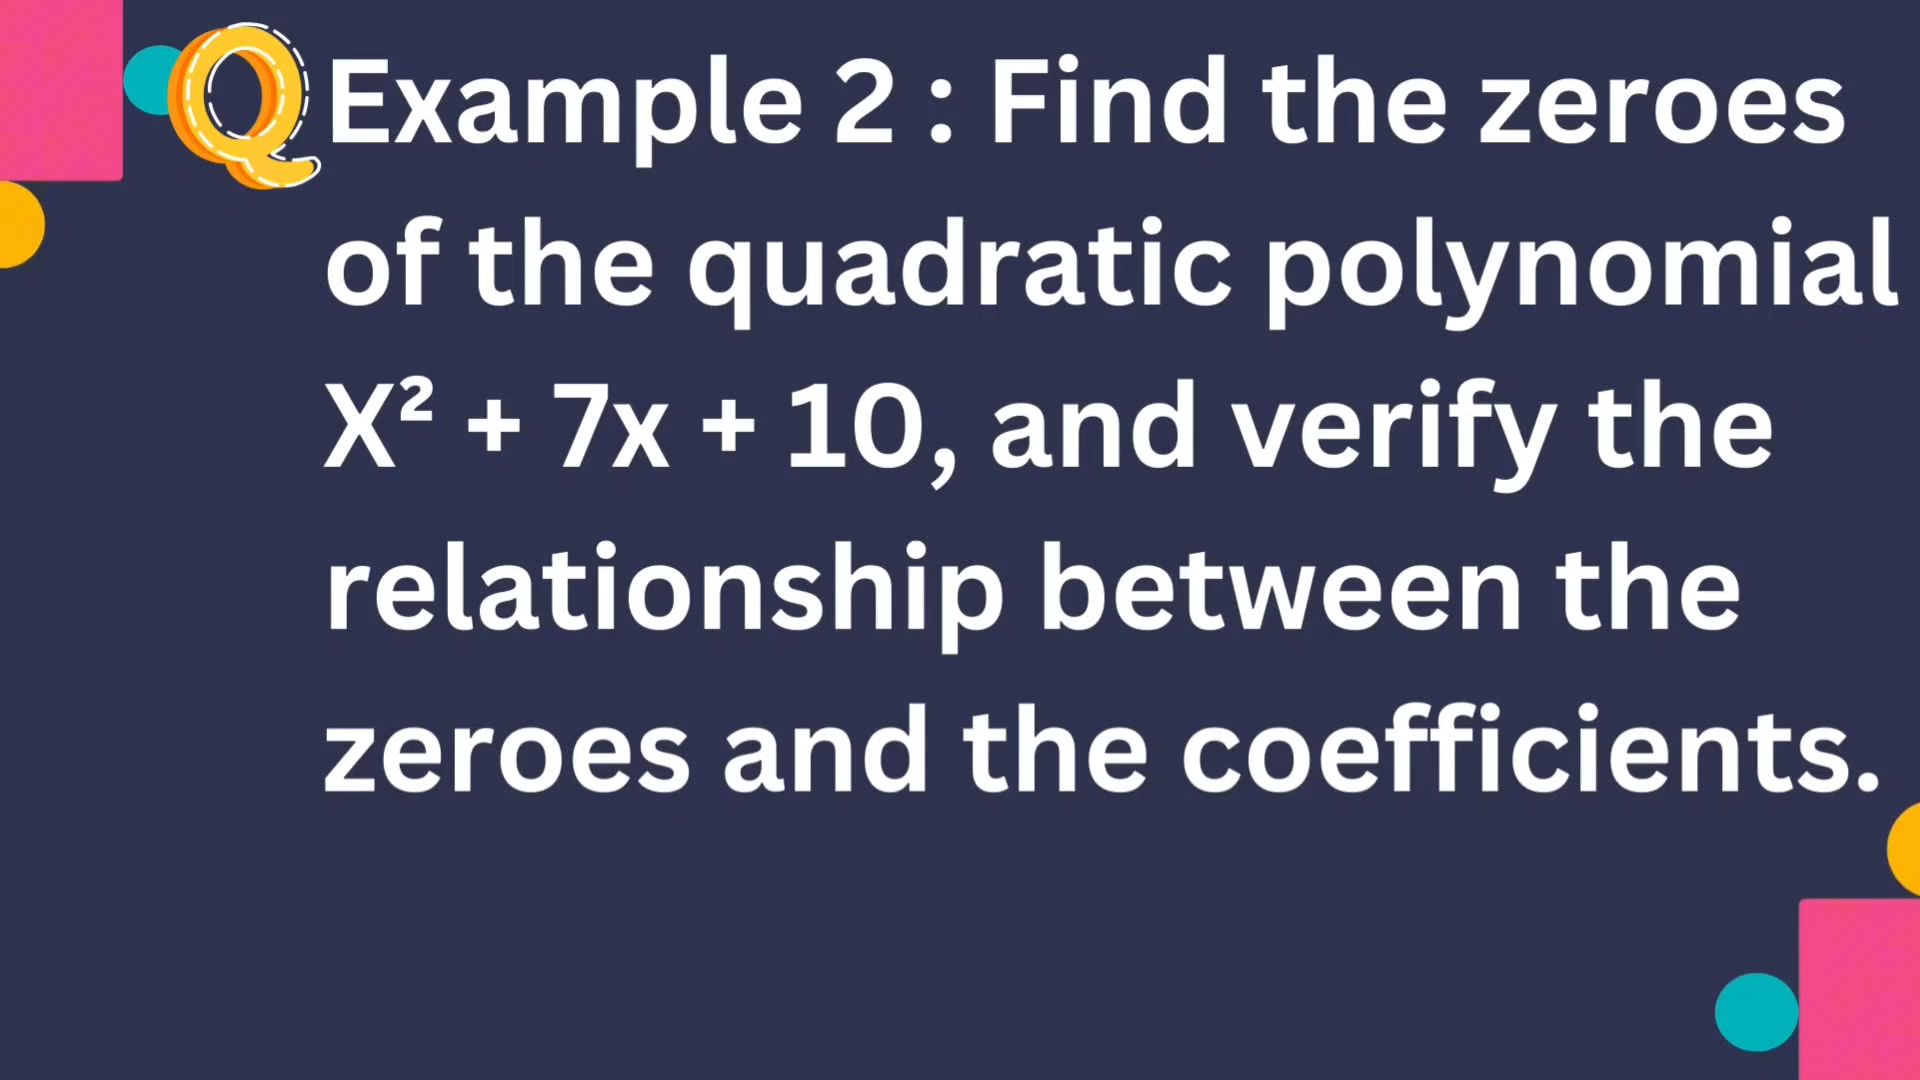 Q Example 2 : Find the zeroes
of the quadratic polynomial
X² + 7x + 10, and verify the
relationship between the
zeroes and the coefficients.